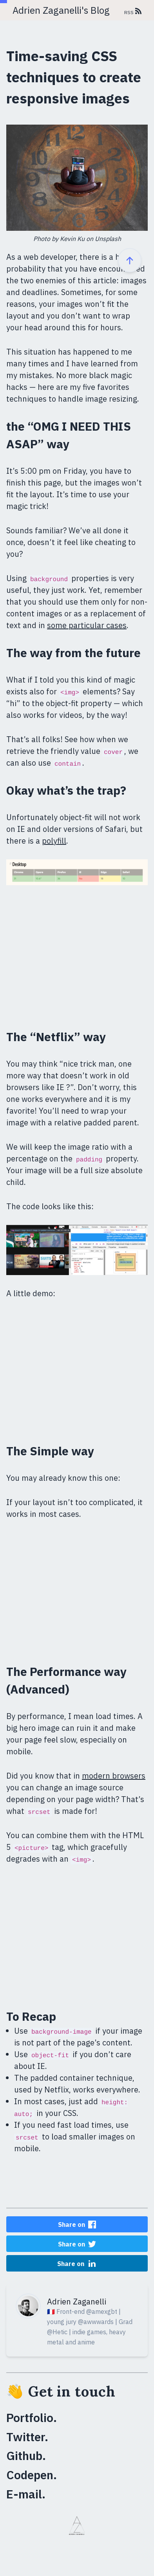 Adrien Zaganelli's Blog
RSS
Time-saving CSS
techniques to create
responsive images
Photo by Kevin Ku on Unsplash
As a web developer, there is a h
probability that you have encou ed
the two enemies of this article: images
and deadlines. Sometimes, for some
reasons, your images won’t fit the
layout and you don’t want to wrap
your head around this for hours.
This situation has happened to me
many times and I have learned from
my mistakes. No more black magic
hacks — here are my five favorites
techniques to handle image resizing.
the “OMG I NEED THIS
ASAP” way
It’s 5:00 pm on Friday, you have to
finish this page, but the images won’t
fit the layout. It’s time to use your
magic trick!
Sounds familiar? We’ve all done it
once, doesn’t it feel like cheating to
you?
Using background properties is very
useful, they just work. Yet, remember
that you should use them only for non-
content images or as a replacement of
text and in some particular cases.
The way from the future
What if I told you this kind of magic
exists also for <img> elements? Say
“hi” to the object-fit property — which
also works for videos, by the way!
That’s all folks! See how when we
retrieve the friendly value cover, we
can also use contain.
Okay what’s the trap?
Unfortunately object-fit will not work
on IE and older versions of Safari, but
there is a polyfill.
Desktop
The “Netflix” way
You may think “nice trick man, one
more way that doesn’t work in old
browsers like IE ?”. Don’t worry, this
one works everywhere and it is my
favorite! You’ll need to wrap your
image with a relative padded parent.
We will keep the image ratio with a
percentage on the padding property.
Your image will be a full size absolute
child.
The code looks like this:
A little demo:
The Simple way
You may already know this one:
If your layout isn’t too complicated, it
works in most cases.
The Performance way
(Advanced)
By performance, I mean load times. A
big hero image can ruin it and make
your page feel slow, especially on
mobile.
Did you know that in modern browsers
you can change an image source
depending on your page width? That’s
what srcset is made for!
You can combine them with the HTML
5 <picture> tag, which gracefully
degrades with an <img>.
To Recap
Use background-image if your image
is not part of the page’s content.
Use object-fit if you don’t care
about IE.
The padded container technique,
used by Netflix, works everywhere.
In most cases, just add height:
auto; in your CSS.
If you need fast load times, use
srcset to load smaller images on
mobile.
Share on
Share on
Share on
Adrien Zaganelli
Front-end @ameegbt |
young jury @awwwards | Grad
@Hetic | indie games, heavy
metal and anime
Get in touch
Portfolio.
Twitter.
Github.
Codepen.
E-mail.